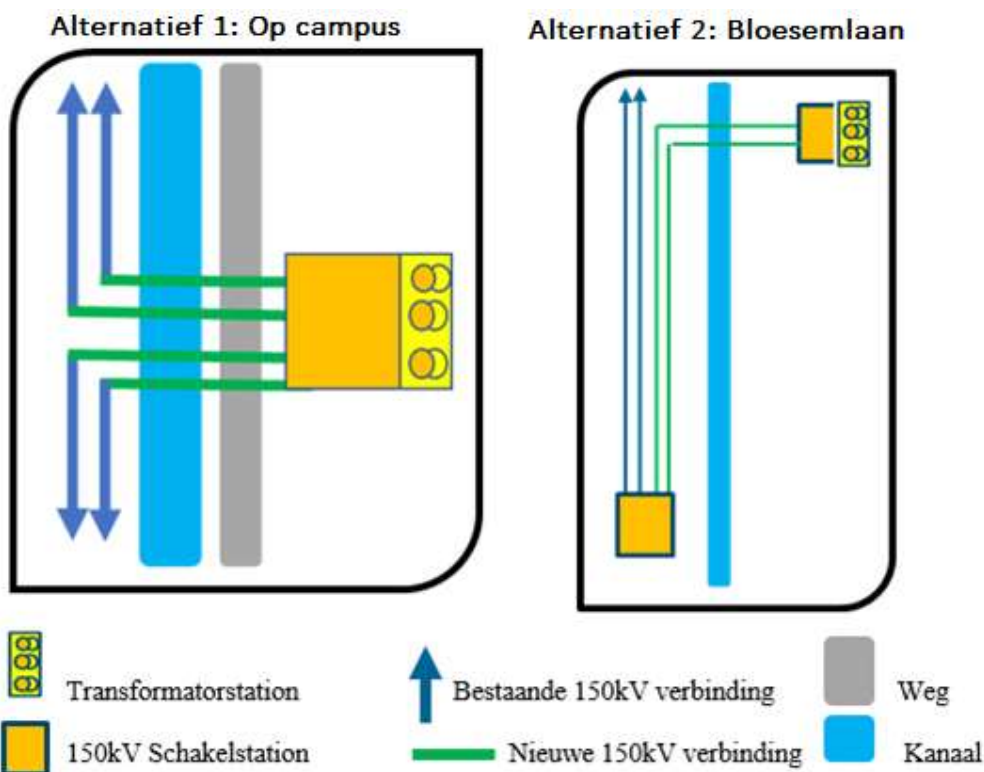 Alternatief 1: Op campus
Alternatief 2: Bloesemlaan
Transformatorstation
Bestaande 150kV verbinding
Weg
150kV Schakelstation
Nieuwe 150kV verbinding
Kanaal